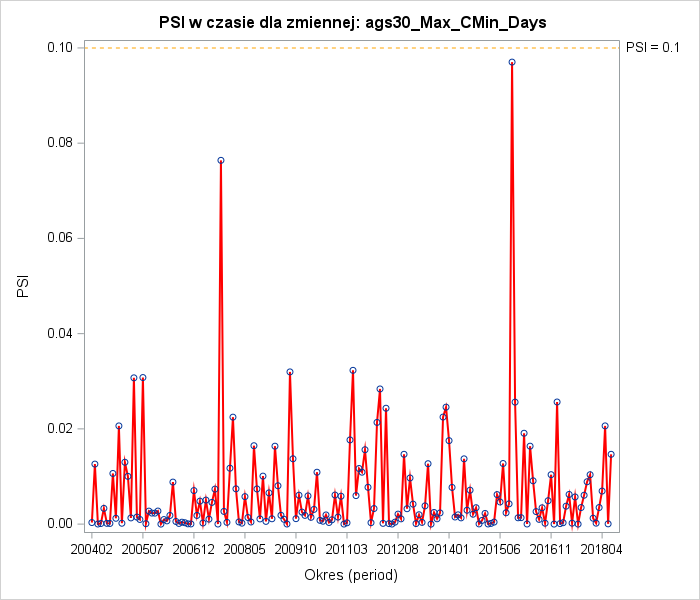 PSI w czasie dla zmiennej: ags30_Max_CMin_Days
0.10
PSI = 0.1
0.08
0.06
PSI
0.04
0.02
0.00
200402 200507 200612 200805 200910 201103 201208 201401 201506 201611 201804
Okres (period)